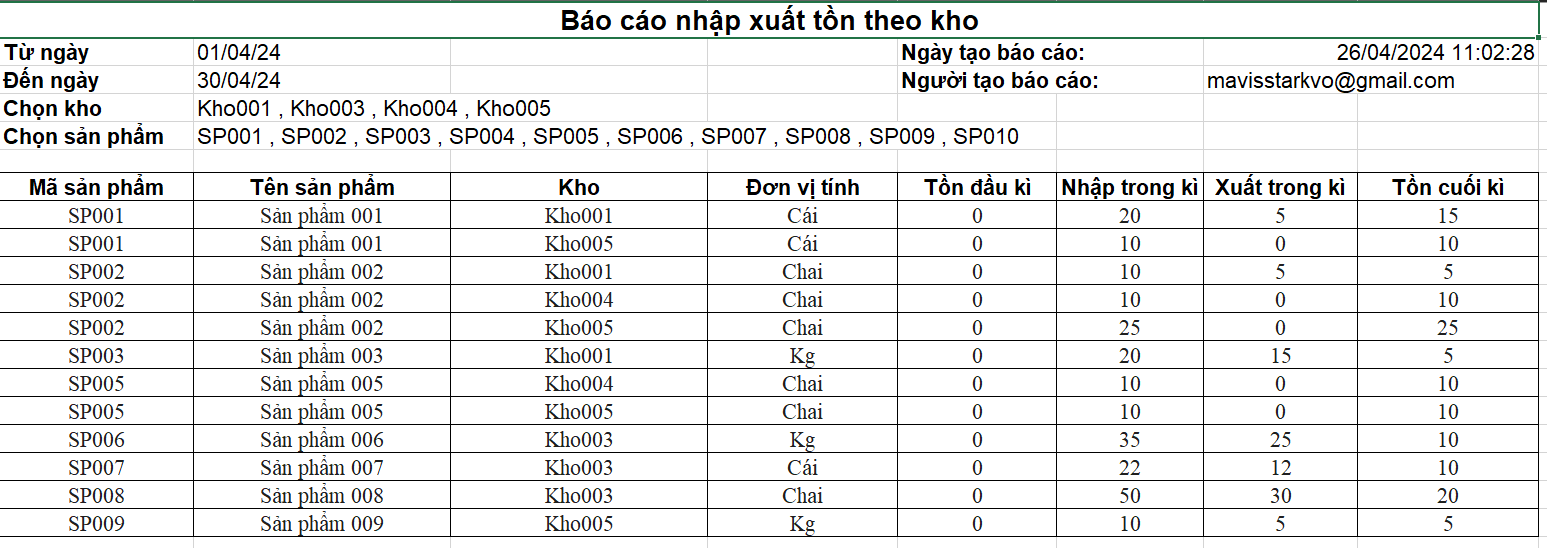 Báo cáo nhập xuất tồn theo kho
Từ ngày 01/04/24 Ngày tạo báo cáo: 26/04/2024 11:02:28
Đến ngày 30/04/24 Người tạo báo cáo: mavisstarkvo@gmail.com
Chọn kho Kho001 , Kho003 , Kho004 , Kho005
Chọn sản phẩm SP001 , SP002 , SP003 , SP004 , SP005 , SP006 , SP007 , SP008 , SP009 , SP010
Mã sản phẩm Tên sản phẩm Kho Đơn vị tính Tồn đầu kì Nhập trong kì Xuất trong kì Tồn cuối kì
SP001 Sản phẩm 001 Kho001 Cái 0 20 5 15
SP001 Sản phẩm 001 Kho005 Cái 0 10 0 10
SP002 Sản phẩm 002 Kho001 Chai 0 10 5 5
SP002 Sản phẩm 002 Kho004 Chai 0 10 0 10
SP002 Sản phẩm 002 Kho005 Chai 0 25 0 25
SP003 Sản phẩm 003 Kho001 Kg 0 20 15 5
SP005 Sản phẩm 005 Kho004 Chai 0 10 0 10
SP005 Sản phẩm 005 Kho005 Chai 0 10 0 10
SP006 Sản phẩm 006 Kho003 Kg 0 35 25 10
SP007 Sản phẩm 007 Kho003 Cái 0 22 12 10
SP008 Sản phẩm 008 Kho003 Chai 0 50 30 20
SP009 Sản phẩm 009 Kho005 Kg 0 10 5 5